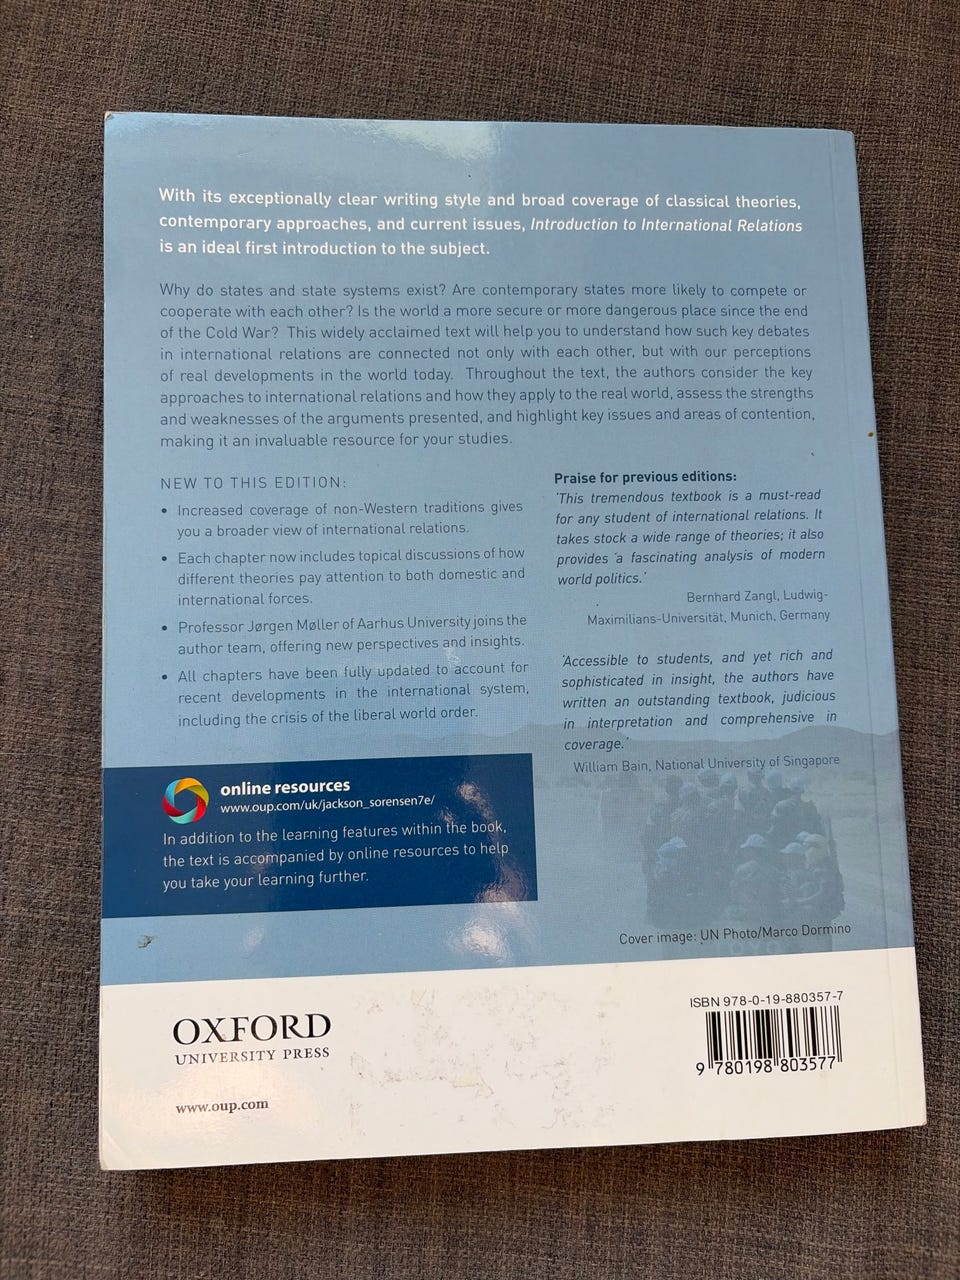 With its exceptionally clear writing style and broad coverage of classical theories,
contemporary approaches, and current issues, Introduction to International Relations
is an ideal first introduction to the subject.
Why do states and state systems exist? Are contemporary states more likely to compete or
cooperate with each other? Is the world a more secure or more dangerous place since the end
of the Cold War? This widely acclaimed text will help you to understand how such key debates
in international relations are connected not only with each other, but with our perceptions
of real developments in the world today. Throughout the text, the authors consider the key
approaches to international relations and how they apply to the real world, assess the strengths
and weaknesses of the arguments presented, and highlight key issues and areas of contention,
making it an invaluable resource for your studies.
NEW TO THIS EDITION:
• Increased coverage of non-Western traditions gives
you a broader view of international relations.
• Each chapter now includes topical discussions of how
different theories pay attention to both domestic and
international forces.
• Professor Jørgen Møller of Aarhus University joins the
author team, offering new perspectives and insights.
• All chapters have been fully updated to account for
recent developments in the international system,
including the crisis of the liberal world order.
Praise for previous editions:
'This tremendous textbook is a must-read
for any student of international relations. It
takes stock a wide range of theories; it also
provides a fascinating analysis of modern
world politics.'
Bernhard Zangl, Ludwig-
Maximilians-Universität, Munich, Germany
'Accessible to students, and yet rich and
sophisticated in insight, the authors have
written an outstanding textbook, judicious
in interpretation and comprehensive in
coverage.'
William Bain, National University of Singapore
online resources
www.oup.com/uk/jackson_sorensen7e/
In addition to the learning features within the book,
the text is accompanied by online resources to help
you take your learning further.
Cover image: UN Photo/Marco Dormino
OXFORD
UNIVERSITY PRESS
www.oup.com
ISBN 978-0-19-880357-7
9 780198 803577